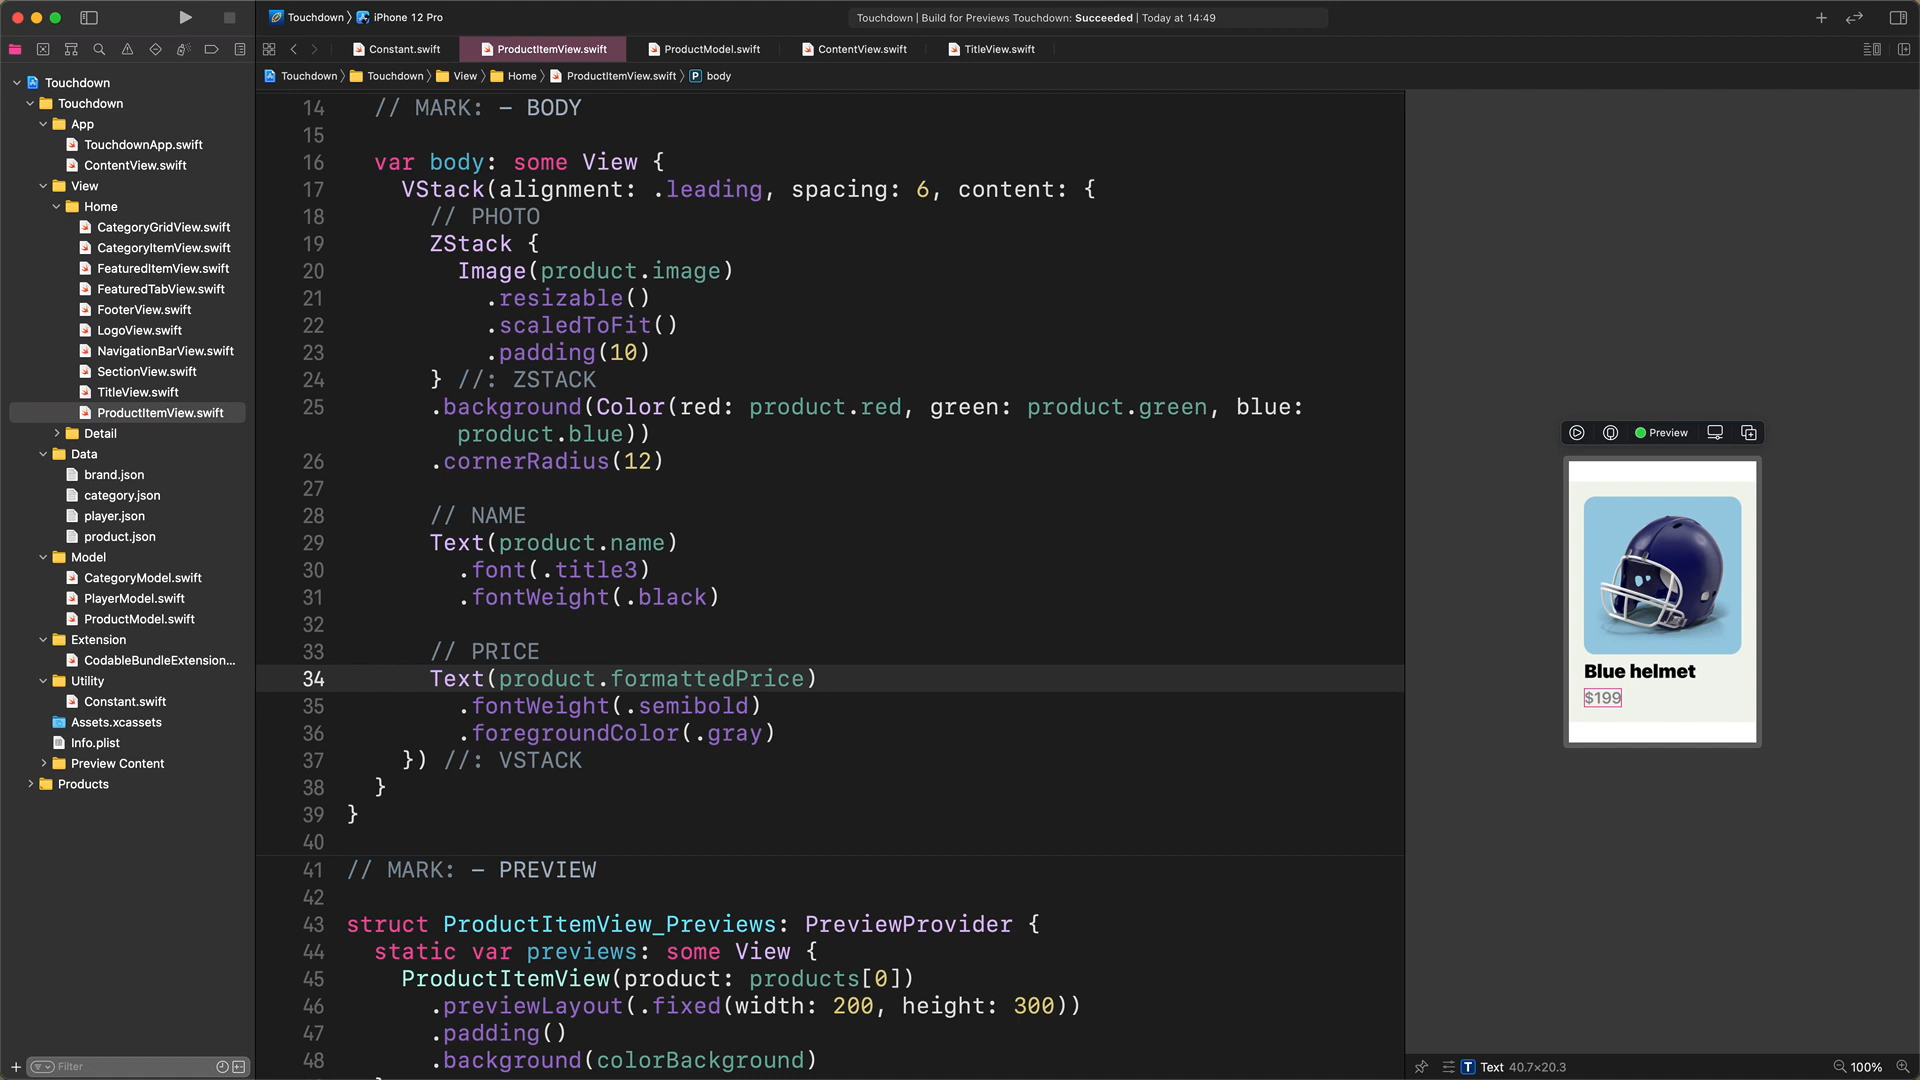 Touchdown 〉 iPhone 12 Pro
Touchdown | Build for Previews Touchdown: Succeeded | Today at 14:49
Constant.swift
ProductItemView.swift
ProductModel.swift
ContentView.swift
TitleView.swift
Touchdown 〉 Touchdown 〉 View 〉 Home 〉 ProductItemView.swift 〉 P body
Touchdown
Touchdown
App
TouchdownApp.swift
ContentView.swift
View
Home
CategoryGridView.swift
CategoryItemView.swift
FeaturedItemView.swift
FeaturedTabView.swift
FooterView.swift
LogoView.swift
NavigationBarView.swift
SectionView.swift
TitleView.swift
ProductItemView.swift
Detail
Data
brand.json
category.json
player.json
product.json
Model
CategoryModel.swift
PlayerModel.swift
ProductModel.swift
Extension
CodableBundleExtension...
Utility
Constant.swift
Assets.xcassets
Info.plist
Preview Content
Products
Filter
14 // MARK: - BODY
15
16 var body: some View {
17 VStack(alignment: .leading, spacing: 6, content: {
18 // PHOTO
19 ZStack {
20 Image(product.image)
21 .resizable()
22 .scaledToFit()
23 .padding(10)
24 } //: ZSTACK
25 .background(Color(red: product.red, green: product.green, blue:
product.blue))
26 .cornerRadius(12)
27
28 // NAME
29 Text(product.name)
30 .font(.title3)
31 .fontWeight(.black)
32
33 // PRICE
34 Text(product.formattedPrice)
35 .fontWeight(.semibold)
36 .foregroundColor(.gray)
37 }) //: VSTACK
38 }
39 }
40
41 // MARK: - PREVIEW
42
43 struct ProductItemView_Previews: PreviewProvider {
44 static var previews: some View {
45 ProductItemView(product: products[0])
46 .previewLayout(.fixed(width: 200, height: 300))
47 .padding()
48 .background(colorBackground)
Preview
Blue helmet
$199
T Text 40.7×20.3
100%